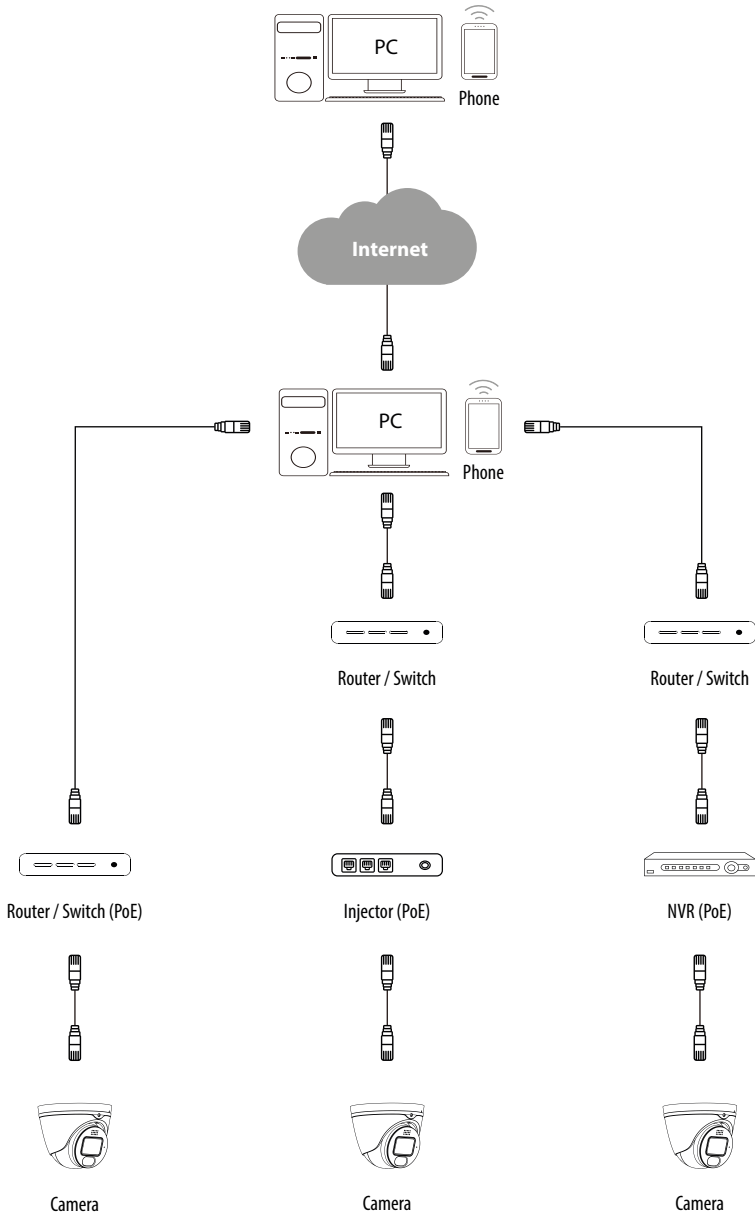 PC
Phone
Internet
PC
Phone
Router / Switch
Router / Switch
Router / Switch (PoE)
Injector (PoE)
NVR (PoE)
Camera
Camera
Camera